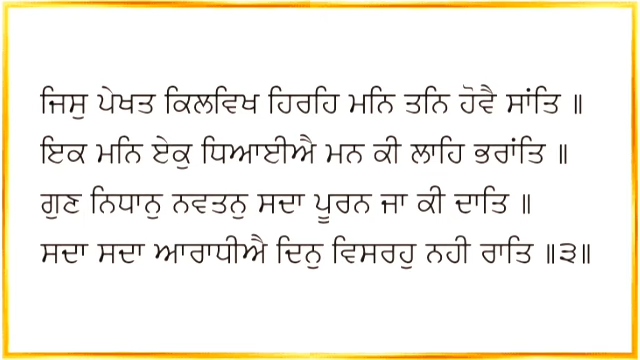 ਜਿਸੁ ਪੇਖਤ ਕਿਲਵਿਖ ਹਿਰਹਿ ਮਨਿ ਤਨਿ ਹੋਵੈ ਸਾਂਤਿ ॥
ਇਕ ਮਨਿ ਏਕੁ ਧਿਆਈਐ ਮਨ ਕੀ ਲਾਹਿ ਭਰਾਂਤਿ ॥
ਗੁਣ ਨਿਧਾਨੁ ਨਵਤਨੁ ਸਦਾ ਪੂਰਨ ਜਾ ਕੀ ਦਾਤਿ ॥
ਸਦਾ ਸਦਾ ਆਰਾਧੀਐ ਦਿਨੁ ਵਿਸਰਹੁ ਨਹੀ ਰਾਤਿ ॥੩॥